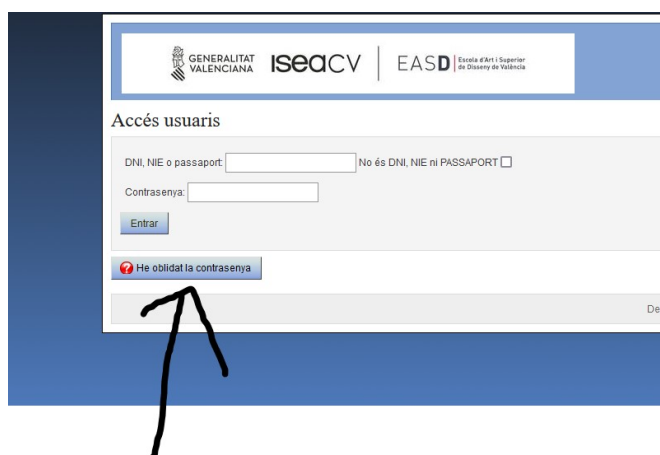 GENERALITAT
VALENCIANA
ISeaCV
EASD
Escola d'Art i Superior
de Disseny de València
Accés usuaris
DNI, NIE o passaport: No és DNI, NIE ni PASSAPORT
Contrasenya:
Entrar
He oblidat la contrasenya
De